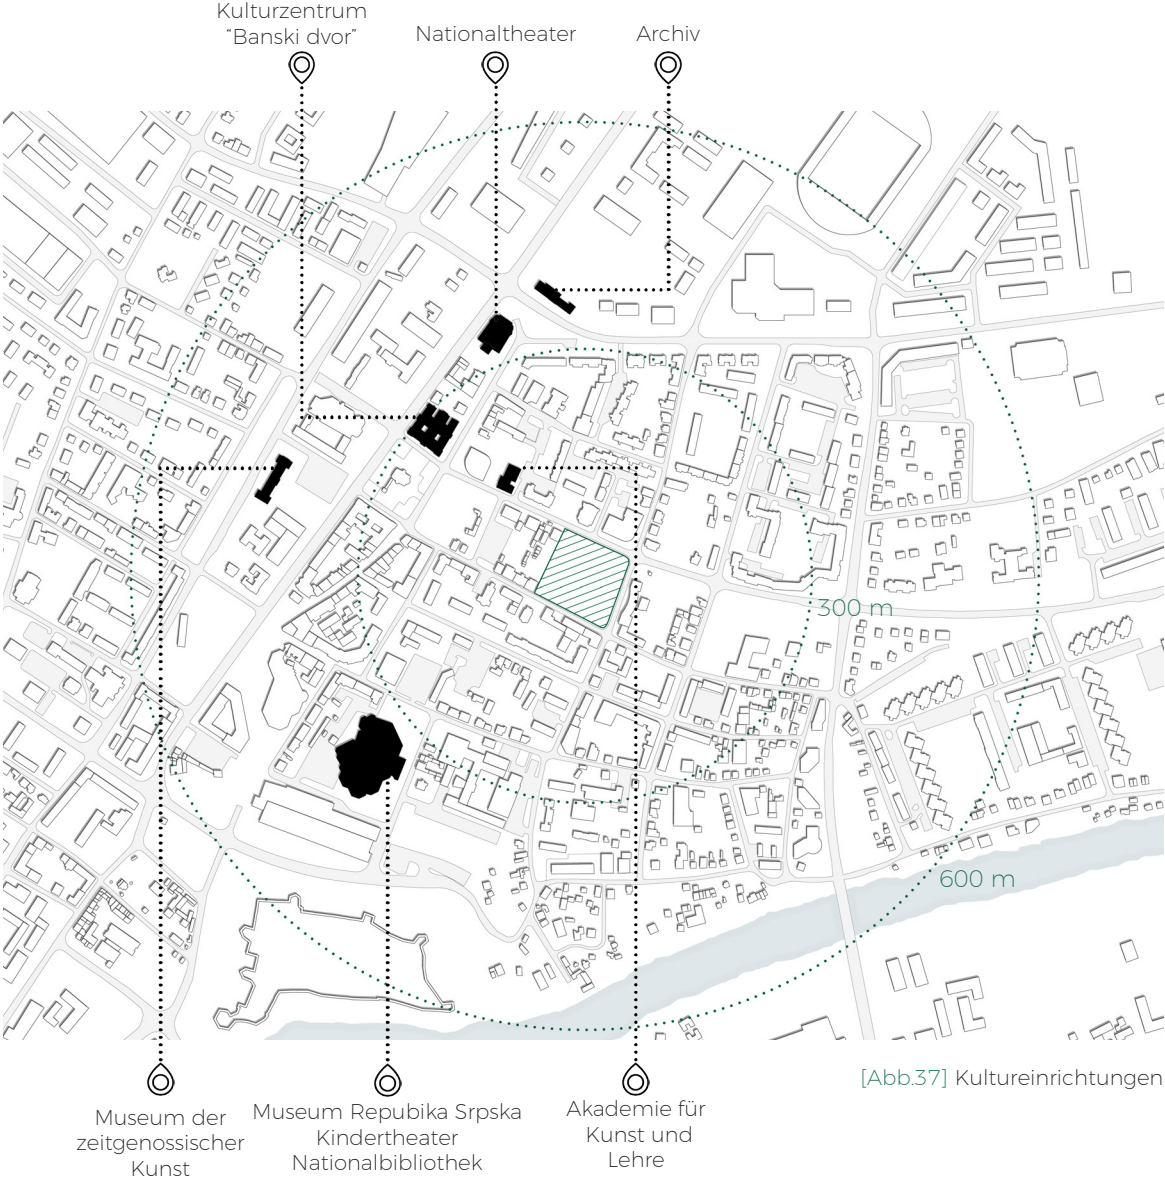 Kulturzentrum
“Banski dvor”
Nationaltheater
Archiv
300 m
600 m
[Abb.37] Kultureinrichtungen
Museum der
zeitgenossischer
Kunst
Museum Repubika Srpska
Kindertheater
Nationalbibliothek
Akademie für
Kunst und
Lehre